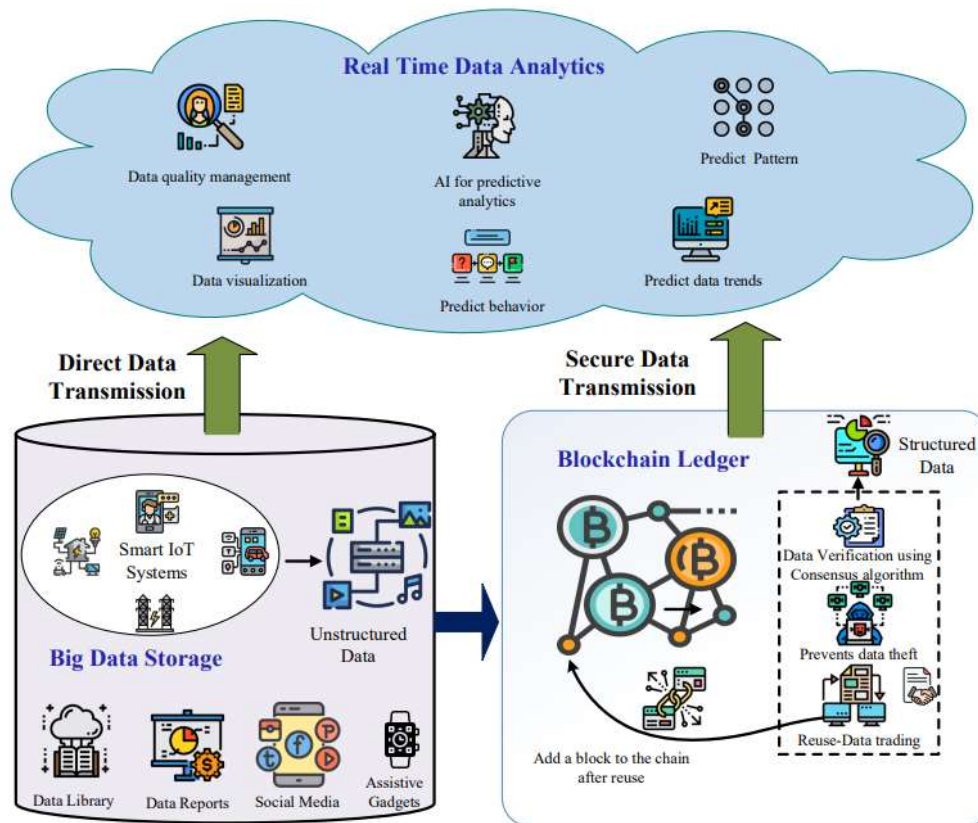 Real Time Data Analytics
Data quality management
AI for predictive
analytics
Predict Pattern
Data visualization
Predict behavior
Predict data trends
Direct Data
Transmission
Secure Data
Transmission
Smart IoT
Systems
Unstructured
Data
Big Data Storage
Data Library
Data Reports
Social Media
Assistive
Gadgets
Blockchain Ledger
Structured
Data
Data Verification using
Consensus algorithm
Prevents data theft
Reuse-Data trading
Add a block to the chain
after reuse